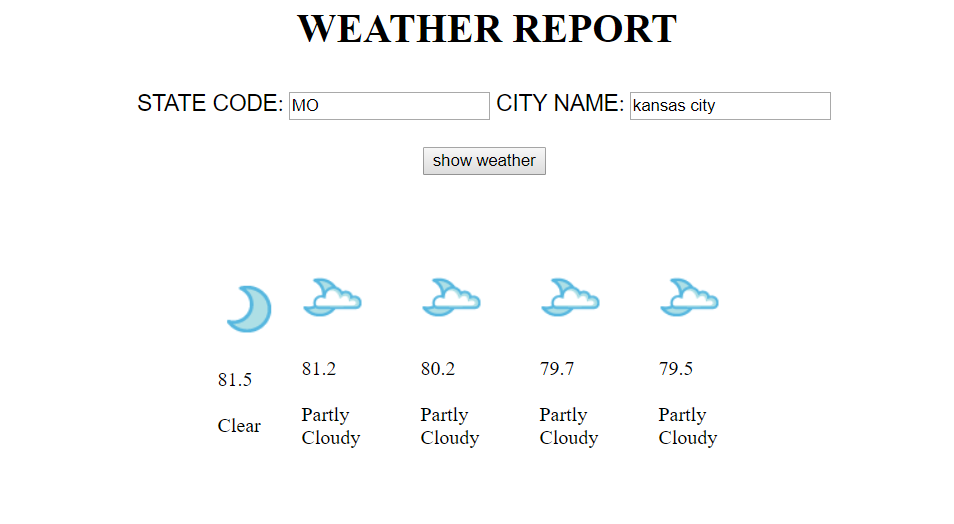 WEATHER REPORT
STATE CODE: MO CITY NAME: kansas city
show weather
81.5 81.2 80.2 79.7 79.5
Clear Partly Cloudy Partly Cloudy Partly Cloudy Partly Cloudy